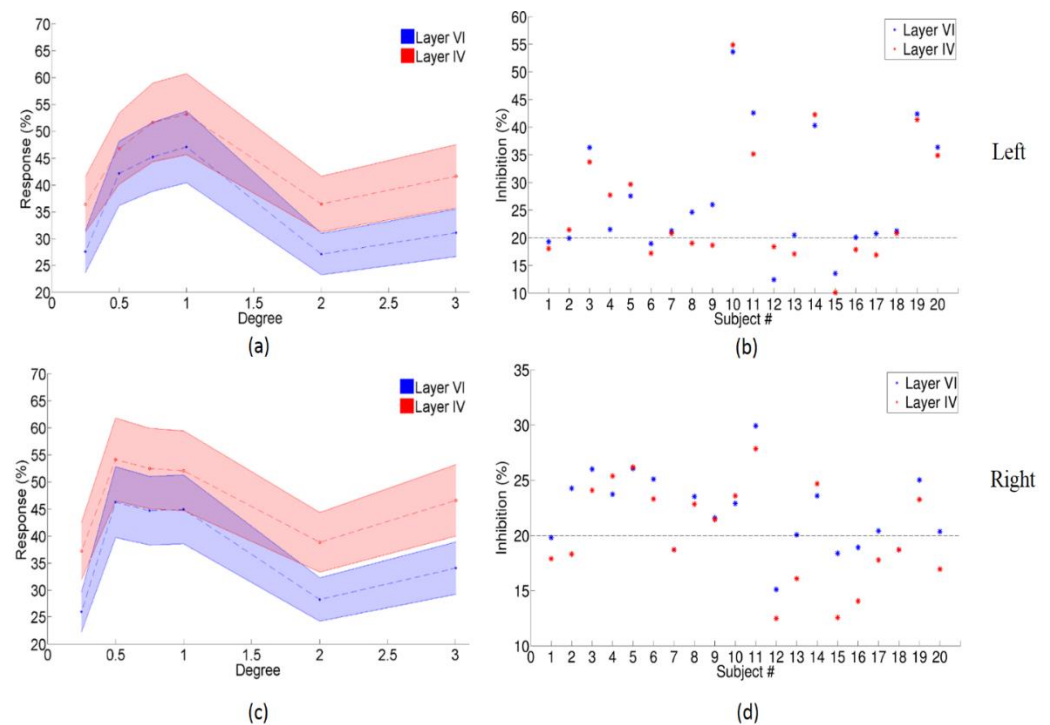 70
65
60
55
50
45
40
35
30
25
20
Response (%)
Layer VI
Layer IV
0 0.5 1 1.5 2 2.5 3
Degree
(a)
60
55
50
45
40
35
30
25
20
15
10
Inhibition (%)
Layer VI
Layer IV
0 1 2 3 4 5 6 7 8 9 10 11 12 13 14 15 16 17 18 19 20
Subject #
(b)
Left
70
65
60
55
50
45
40
35
30
25
20
Response (%)
Layer VI
Layer IV
0 0.5 1 1.5 2 2.5 3
Degree
(c)
35
30
25
20
15
10
Inhibition (%)
Layer VI
Layer IV
0 1 2 3 4 5 6 7 8 9 10 11 12 13 14 15 16 17 18 19 20
Subject #
(d)
Right